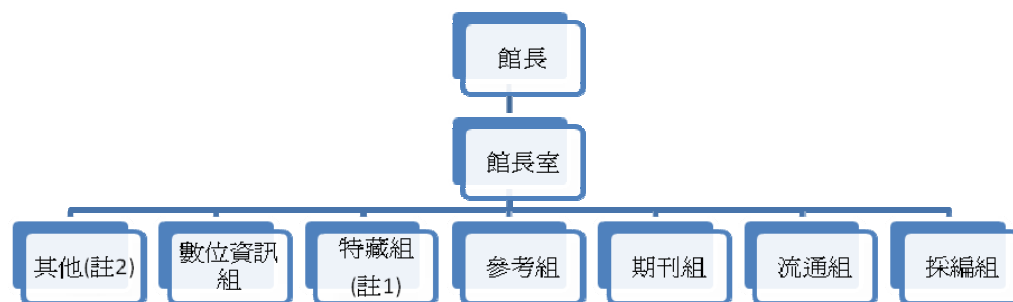 館長
館長室
其他(註2)
數位資訊
組
特藏組
(註1)
參考組
期刊組
流通組
採編組